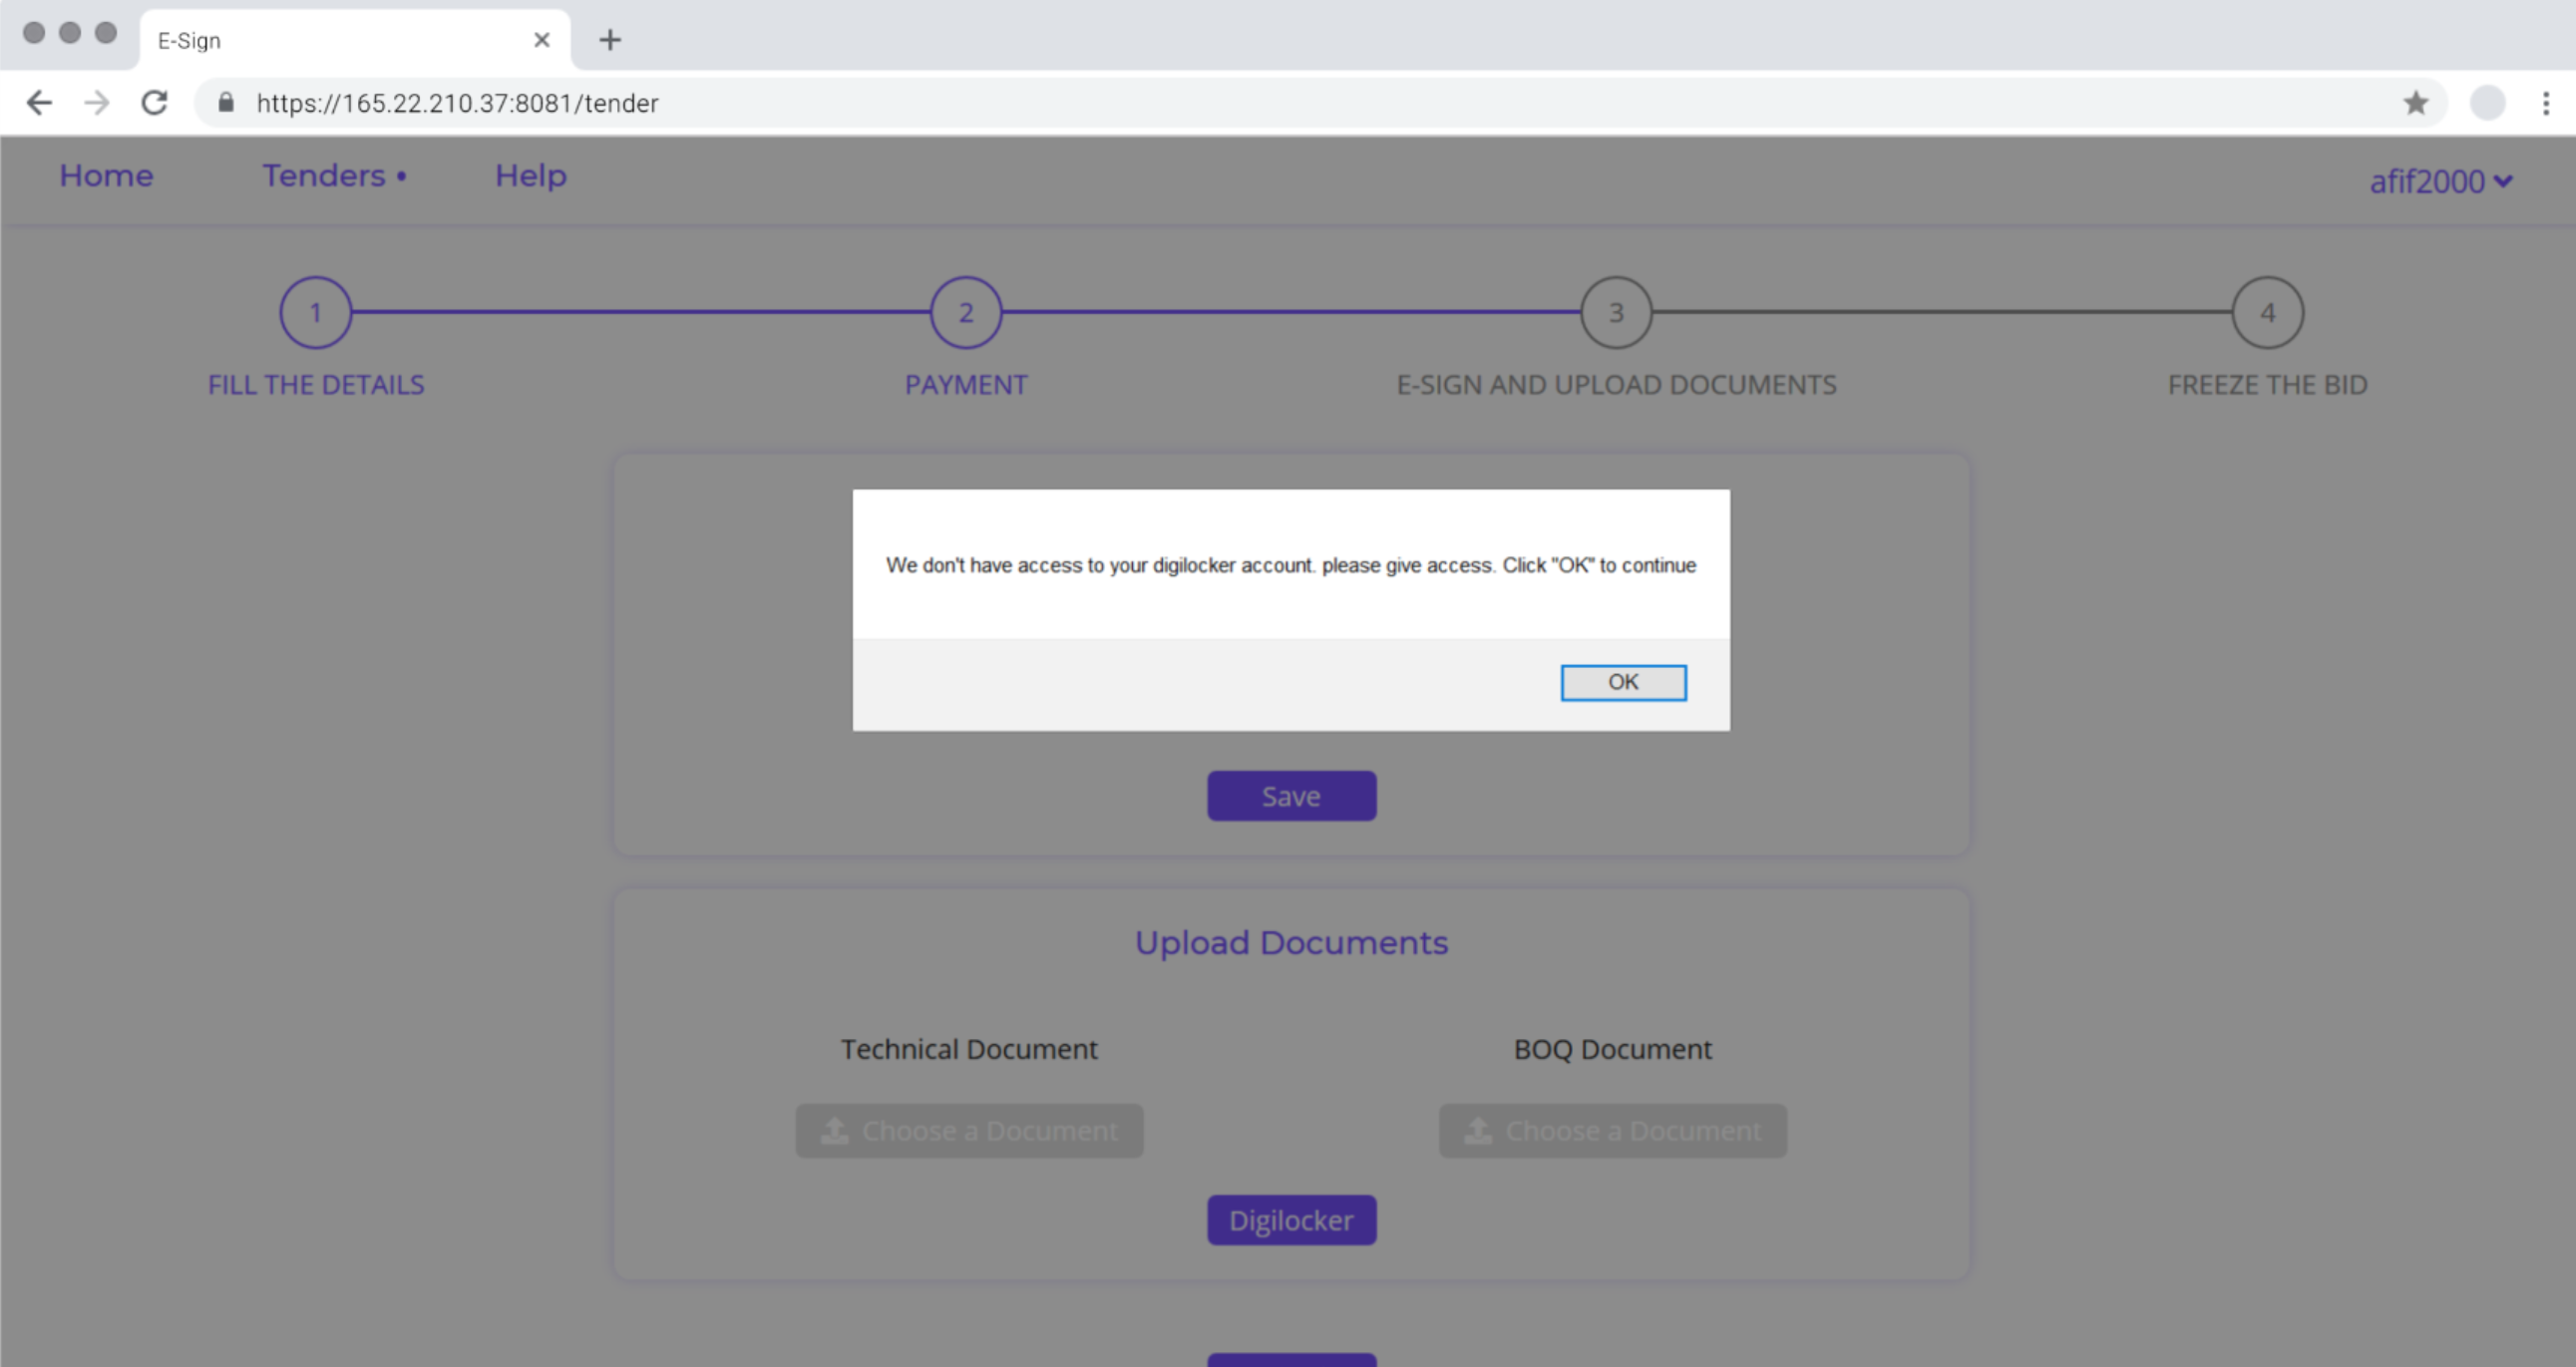 E-Sign
https://165.22.210.37:8081/tender
Home Tenders • Help afif2000
1 2 3 4
FILL THE DETAILS PAYMENT E-SIGN AND UPLOAD DOCUMENTS FREEZE THE BID
We don't have access to your digilocker account. please give access. Click "OK" to continue
OK
Save
Upload Documents
Technical Document BOQ Document
Choose a Document Choose a Document
Digilocker